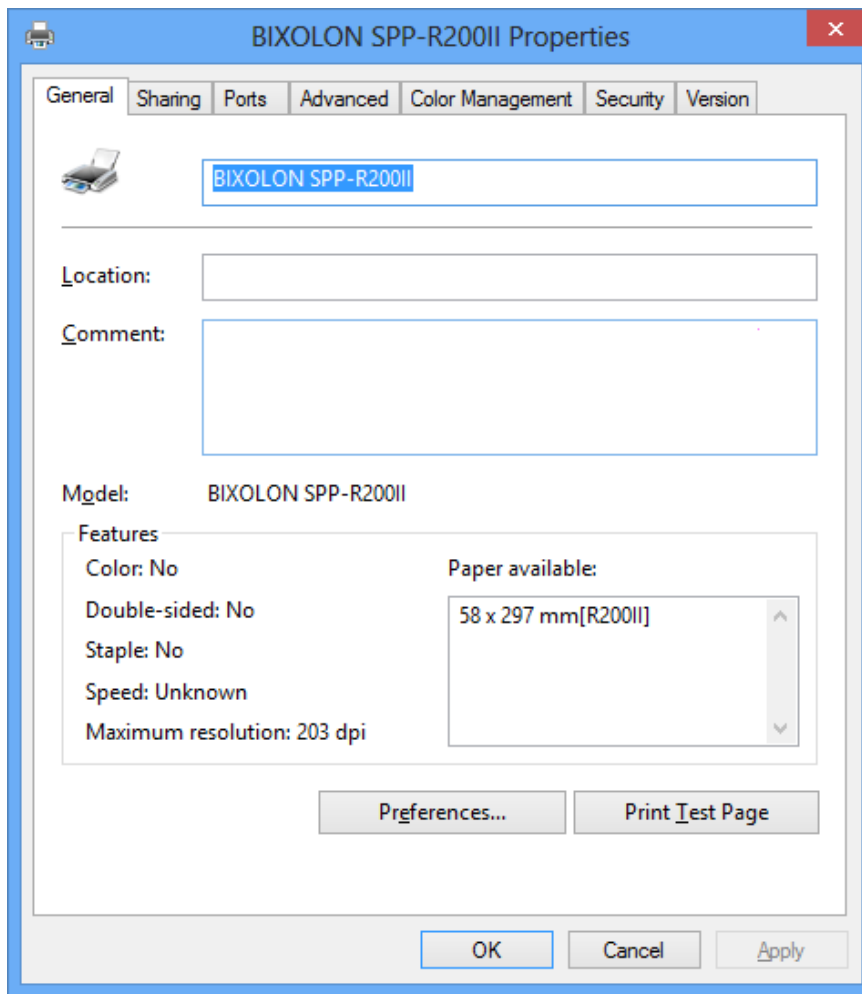 BIXOLON SPP-R200II Properties
General Sharing Ports Advanced Color Management Security Version
BIXOLON SPP-R200II
Location:
Comment:
Model: BIXOLON SPP-R200II
Features
Color: No
Double-sided: No
Staple: No
Speed: Unknown
Maximum resolution: 203 dpi
Paper available:
58 x 297 mm[R200II]
Preferences... Print Test Page
OK Cancel Apply